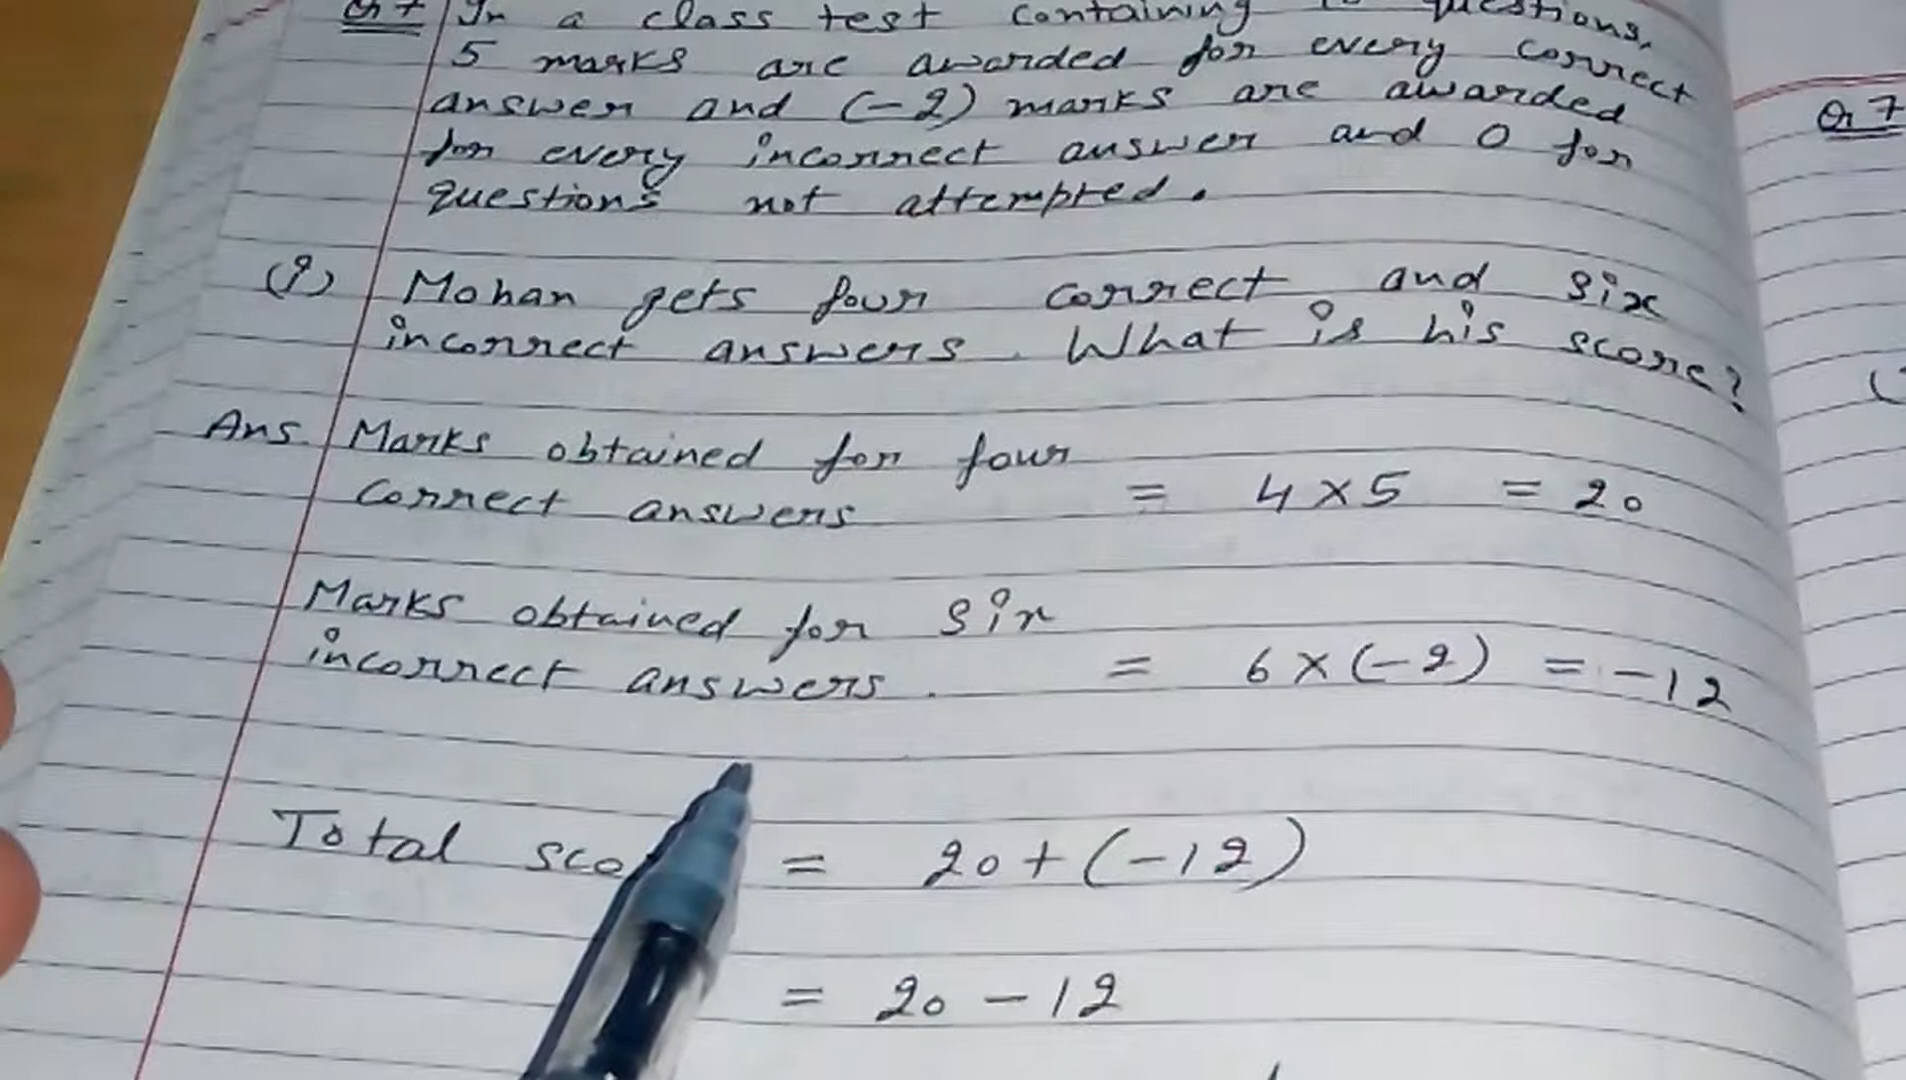 In a class test containing questions,
5 marks are awarded for every correct
answer and (-2) marks are awarded
for every incorrect answer and 0 for
questions not attempted.
(i) Mohan gets four correct and six
incorrect answers. What is his score?
Ans. Marks obtained for four
correct answers = 4 × 5 = 20
Marks obtained for six
incorrect answers. = 6 × (-2) = -12
Total sco = 20 + (-12)
= 20 - 12
Qn 7